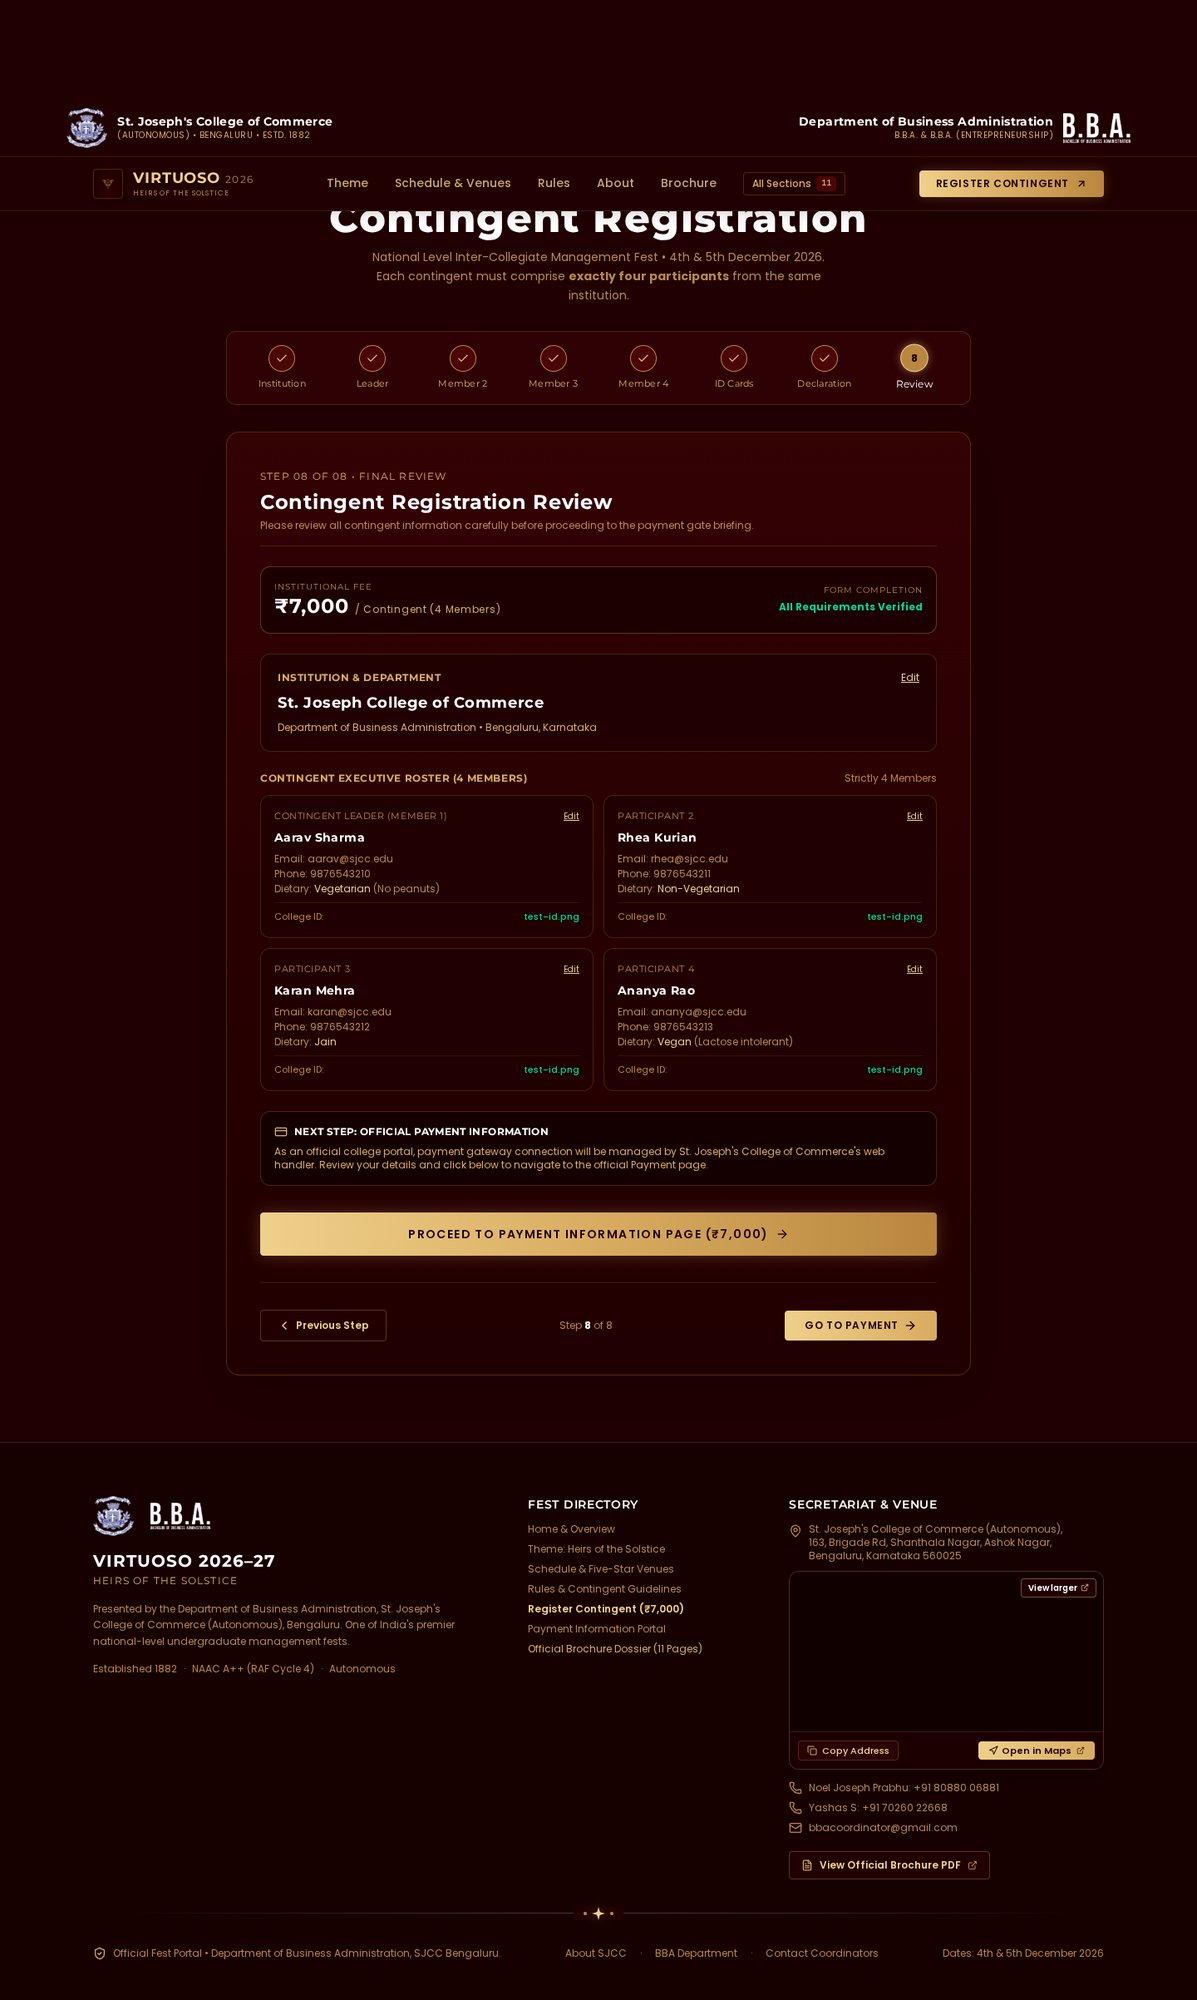 St. Joseph's College of Commerce
(AUTONOMOUS) • BENGALURU • ESTD. 1882
Department of Business Administration
B.B.A. & B.B.A. (ENTREPRENEURSHIP)
B.B.A.
BACHELOR OF BUSINESS ADMINISTRATION
VIRTUOSO 2026
HEIRS OF THE SOLSTICE
Theme
Schedule & Venues
Rules
About
Brochure
All Sections 11
REGISTER CONTINGENT
Contingent Registration
National Level Inter-Collegiate Management Fest • 4th & 5th December 2026.
Each contingent must comprise exactly four participants from the same
institution.
Institution
Leader
Member 2
Member 3
Member 4
ID Cards
Declaration
8
Review
STEP 08 OF 08 • FINAL REVIEW
Contingent Registration Review
Please review all contingent information carefully before proceeding to the payment gate briefing.
INSTITUTIONAL FEE
₹7,000 / Contingent (4 Members)
FORM COMPLETION
All Requirements Verified
INSTITUTION & DEPARTMENT
Edit
St. Joseph College of Commerce
Department of Business Administration • Bengaluru, Karnataka
CONTINGENT EXECUTIVE ROSTER (4 MEMBERS)
Strictly 4 Members
CONTINGENT LEADER (MEMBER 1)
Edit
Aarav Sharma
Email: aarav@sjcc.edu
Phone: 9876543210
Dietary: Vegetarian (No peanuts)
College ID:
test-id.png
PARTICIPANT 2
Edit
Rhea Kurian
Email: rhea@sjcc.edu
Phone: 9876543211
Dietary: Non-Vegetarian
College ID:
test-id.png
PARTICIPANT 3
Edit
Karan Mehra
Email: karan@sjcc.edu
Phone: 9876543212
Dietary: Jain
College ID:
test-id.png
PARTICIPANT 4
Edit
Ananya Rao
Email: ananya@sjcc.edu
Phone: 9876543213
Dietary: Vegan (Lactose intolerant)
College ID:
test-id.png
NEXT STEP: OFFICIAL PAYMENT INFORMATION
As an official college portal, payment gateway connection will be managed by St. Joseph's College of Commerce's web
handler. Review your details and click below to navigate to the official Payment page.
PROCEED TO PAYMENT INFORMATION PAGE (₹7,000)
Previous Step
Step 8 of 8
GO TO PAYMENT
B.B.A.
BACHELOR OF BUSINESS ADMINISTRATION
VIRTUOSO 2026–27
HEIRS OF THE SOLSTICE
Presented by the Department of Business Administration, St. Joseph's
College of Commerce (Autonomous), Bengaluru. One of India's premier
national-level undergraduate management fests.
Established 1882 · NAAC A++ (RAF Cycle 4) · Autonomous
FEST DIRECTORY
Home & Overview
Theme: Heirs of the Solstice
Schedule & Five-Star Venues
Rules & Contingent Guidelines
Register Contingent (₹7,000)
Payment Information Portal
Official Brochure Dossier (11 Pages)
SECRETARIAT & VENUE
St. Joseph's College of Commerce (Autonomous),
163, Brigade Rd, Shanthala Nagar, Ashok Nagar,
Bengaluru, Karnataka 560025
View larger
Copy Address
Open in Maps
Noel Joseph Prabhu: +91 80880 06881
Yashas S: +91 70260 22668
bbacoordinator@gmail.com
View Official Brochure PDF
Official Fest Portal • Department of Business Administration, SJCC Bengaluru.
About SJCC · BBA Department · Contact Coordinators
Dates: 4th & 5th December 2026